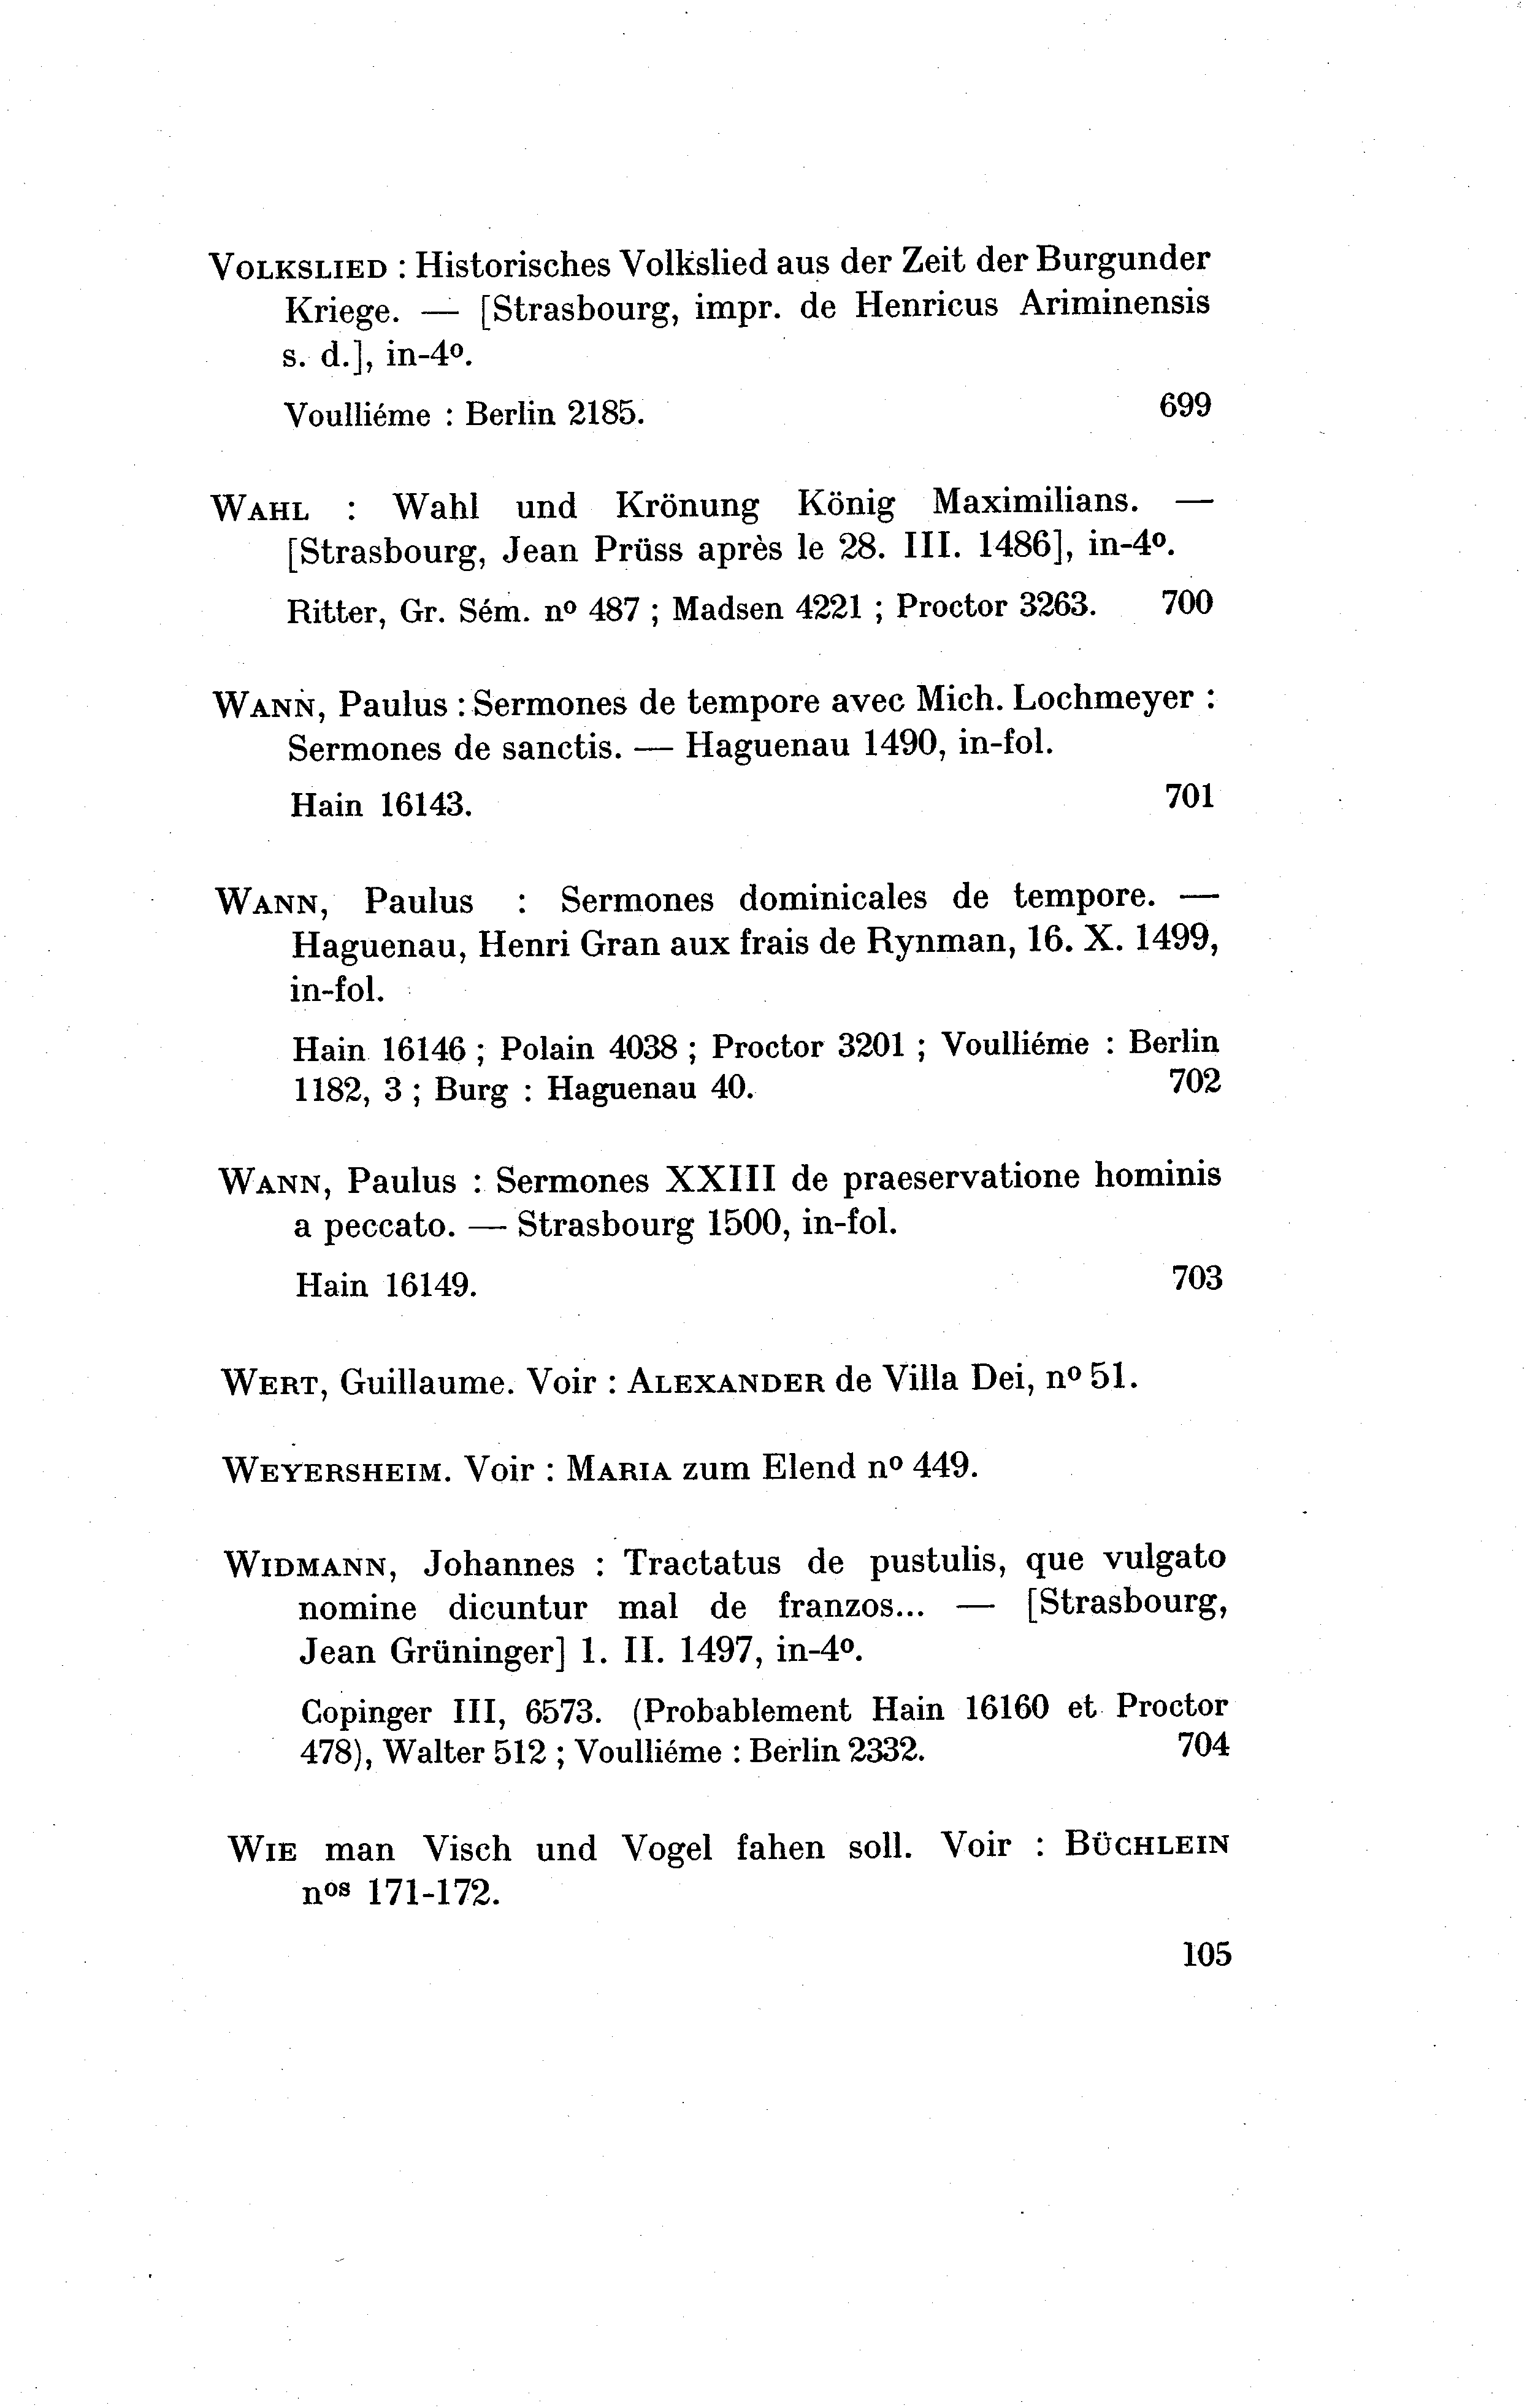 VOLKSLIED : Historisches Volkslied aus der Zeit der Burgunder
Kriege. — [Strasbourg, impr. de Henricus Ariminensis
s. d.], in-4º.
Voulliéme : Berlin 2185. 699
WAHL : Wahl und Krönung König Maximilians. —
[Strasbourg, Jean Prüss après le 28. III. 1486], in-4º.
Ritter, Gr. Sém. nº 487 ; Madsen 4221 ; Proctor 3263. 700
WANN, Paulus : Sermones de tempore avec Mich. Lochmeyer :
Sermones de sanctis. — Haguenau 1490, in-fol.
Hain 16143. 701
WANN, Paulus : Sermones dominicales de tempore. —
Haguenau, Henri Gran aux frais de Rynman, 16. X. 1499,
in-fol.
Hain 16146 ; Polain 4038 ; Proctor 3201 ; Voulliéme : Berlin
1182, 3 ; Burg : Haguenau 40. 702
WANN, Paulus : Sermones XXIII de praeservatione hominis
a peccato. — Strasbourg 1500, in-fol.
Hain 16149. 703
WERT, Guillaume. Voir : ALEXANDER de Villa Dei, nº 51.
WEYERSHEIM. Voir : MARIA zum Elend nº 449.
WIDMANN, Johannes : Tractatus de pustulis, que vulgato
nomine dicuntur mal de franzos... — [Strasbourg,
Jean Grüninger] 1. II. 1497, in-4º.
Copinger III, 6573. (Probablement Hain 16160 et Proctor
478), Walter 512 ; Voulliéme : Berlin 2332. 704
WIE man Visch und Vogel fahen soll. Voir : BÜCHLEIN
nos 171-172.
105